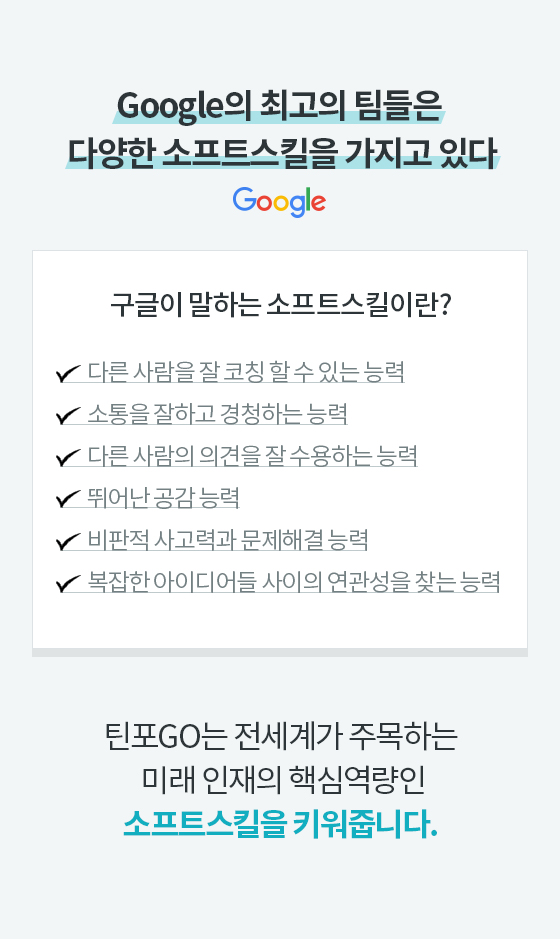 Google의 최고의 팀들은
다양한 소프트스킬을 가지고 있다
Google
구글이 말하는 소프트스킬이란?
다른 사람을 잘 코칭 할 수 있는 능력
소통을 잘하고 경청하는 능력
다른 사람의 의견을 잘 수용하는 능력
뛰어난 공감 능력
비판적 사고력과 문제해결 능력
복잡한 아이디어들 사이의 연관성을 찾는 능력
틴포GO는 전세계가 주목하는
미래 인재의 핵심역량인
소프트스킬을 키워줍니다.